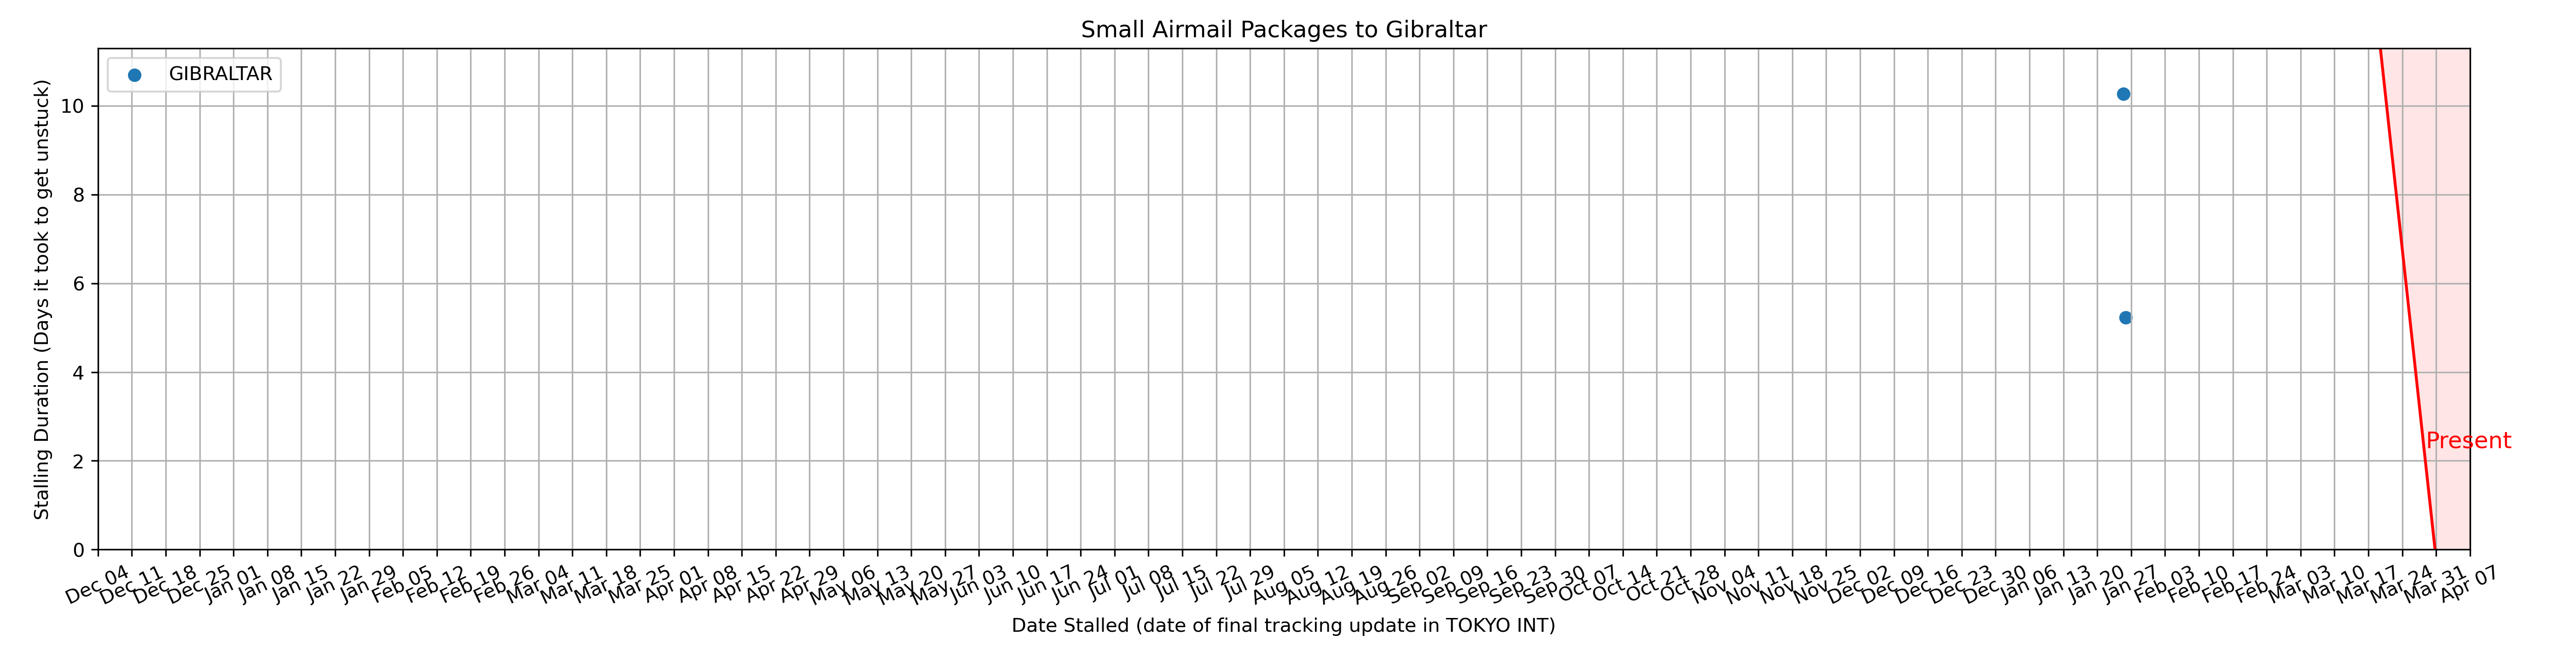 Small Airmail Packages to Gibraltar
GIBRALTAR
Stalling Duration (Days it took to get unstuck)
10
8
6
4
2
0
Present
Dec 04 Dec 11 Dec 18 Dec 25 Jan 01 Jan 08 Jan 15 Jan 22 Jan 29 Feb 05 Feb 12 Feb 19 Feb 26 Mar 04 Mar 11 Mar 18 Mar 25 Apr 01 Apr 08 Apr 15 Apr 22 Apr 29 May 06 May 13 May 20 May 27 Jun 03 Jun 10 Jun 17 Jun 24 Jul 01 Jul 08 Jul 15 Jul 22 Jul 29 Aug 05 Aug 12 Aug 19 Aug 26 Sep 02 Sep 09 Sep 16 Sep 23 Sep 30 Oct 07 Oct 14 Oct 21 Oct 28 Nov 04 Nov 11 Nov 18 Nov 25 Dec 02 Dec 09 Dec 16 Dec 23 Dec 30 Jan 06 Jan 13 Jan 20 Jan 27 Feb 03 Feb 10 Feb 17 Feb 24 Mar 03 Mar 10 Mar 17 Mar 24 Mar 31 Apr 07
Date Stalled (date of final tracking update in TOKYO INT)